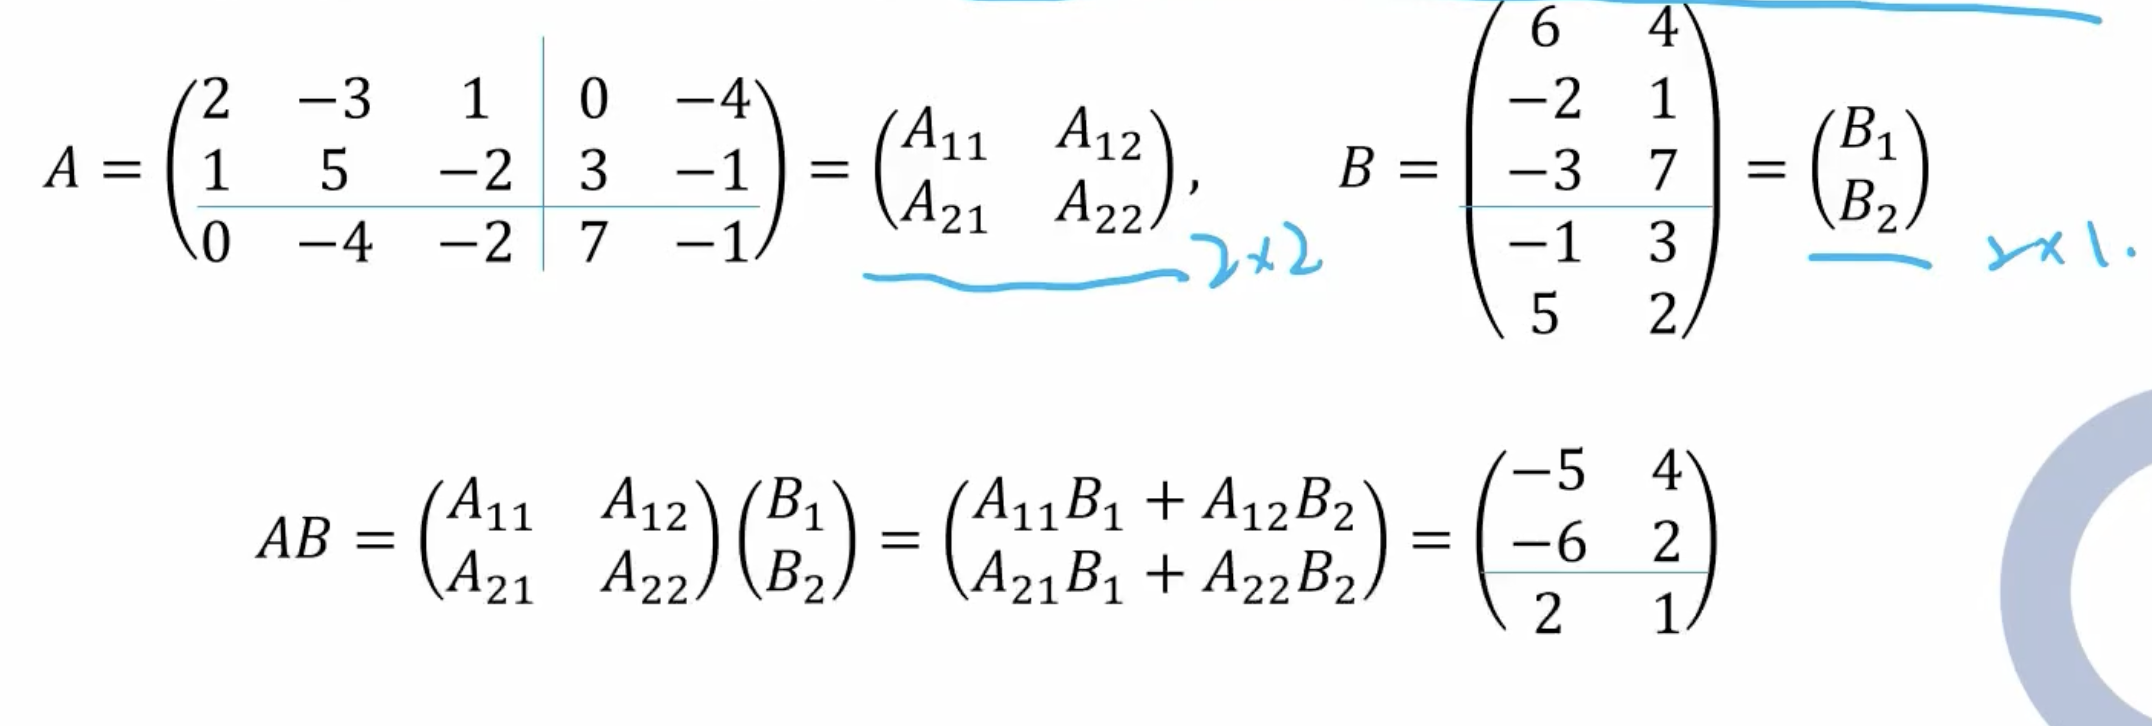 A = (2 −3 1 0 −4
1 5 −2 3 −1
0 −4 −2 7 −1) = (A₁₁ A₁₂
A₂₁ A₂₂), 2×2
B = (6 4
−2 1
−3 7
−1 3
5 2) = (B₁
B₂) 2×1.
AB = (A₁₁ A₁₂
A₂₁ A₂₂)(B₁
B₂) = (A₁₁B₁ + A₁₂B₂
A₂₁B₁ + A₂₂B₂) = (−5 4
−6 2
2 1)